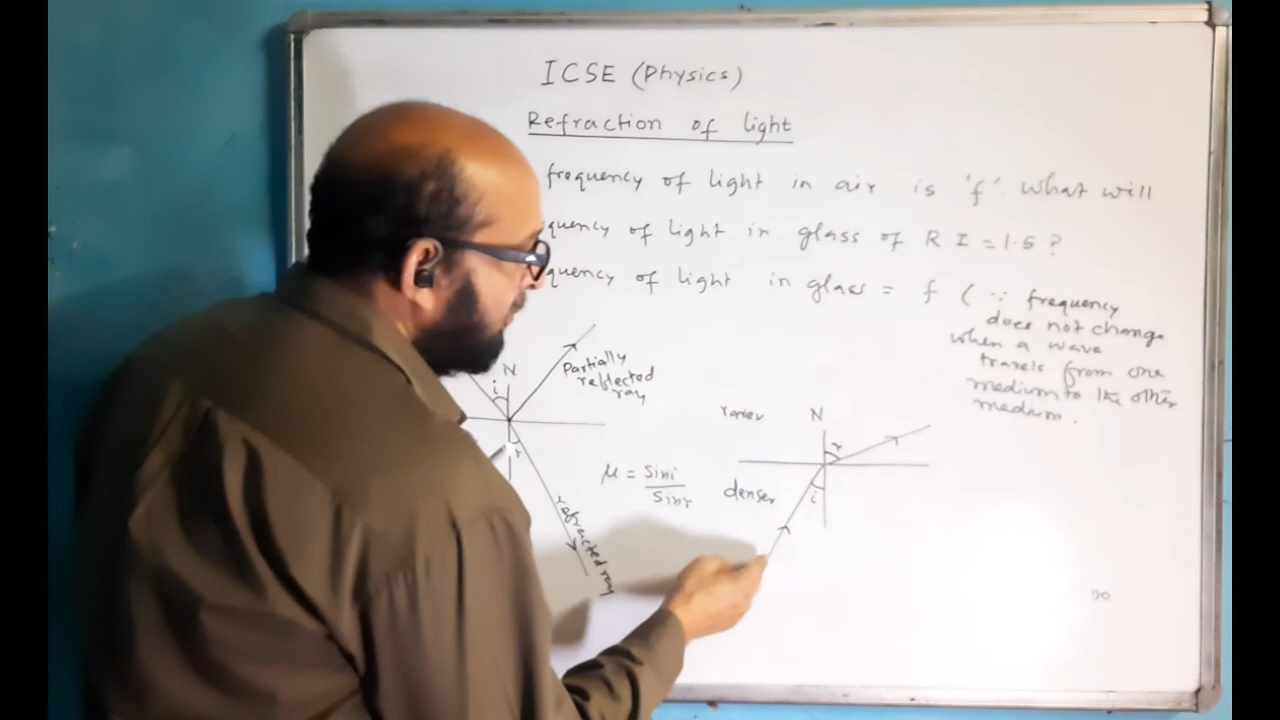 ICSE (Physics)
Refraction of light
frequency of light in air is 'f'. What will
quency of light in glass of R I = 1.5 ?
quency of light in glass = f ( ∵ frequency
does not change
when a wave
travels from one
medium to the other
medium.
N
i
r
Partially
reflected
ray
refracted ray
μ = sin i
sin r
rarer
denser
N
r
i